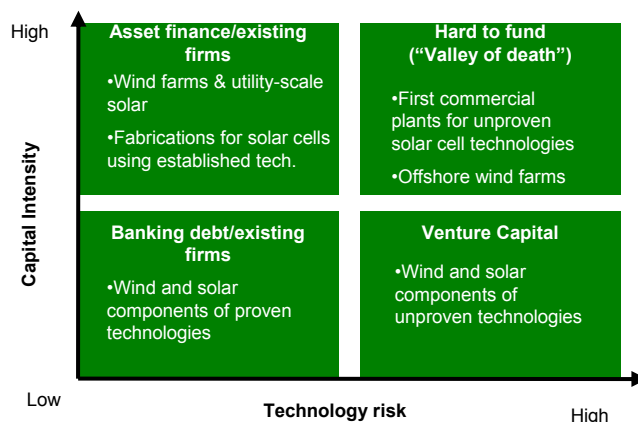 High
Asset finance/existing
firms
•Wind farms & utility-scale
solar
•Fabrications for solar cells
using established tech.
Hard to fund
(“Valley of death”)
•First commercial
plants for unproven
solar cell technologies
•Offshore wind farms
Capital Intensity
Banking debt/existing
firms
•Wind and solar
components of proven
technologies
Venture Capital
•Wind and solar
components of
unproven technologies
Low
Technology risk
High